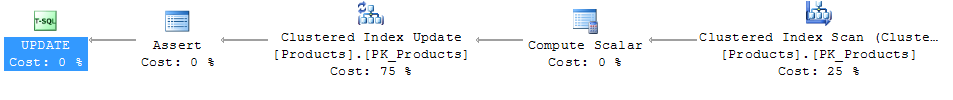 T-SQL
UPDATE
Cost: 0 %
Assert
Cost: 0 %
Clustered Index Update
[Products].[PK_Products]
Cost: 75 %
Compute Scalar
Cost: 0 %
Clustered Index Scan (Cluste…
[Products].[PK_Products]
Cost: 25 %